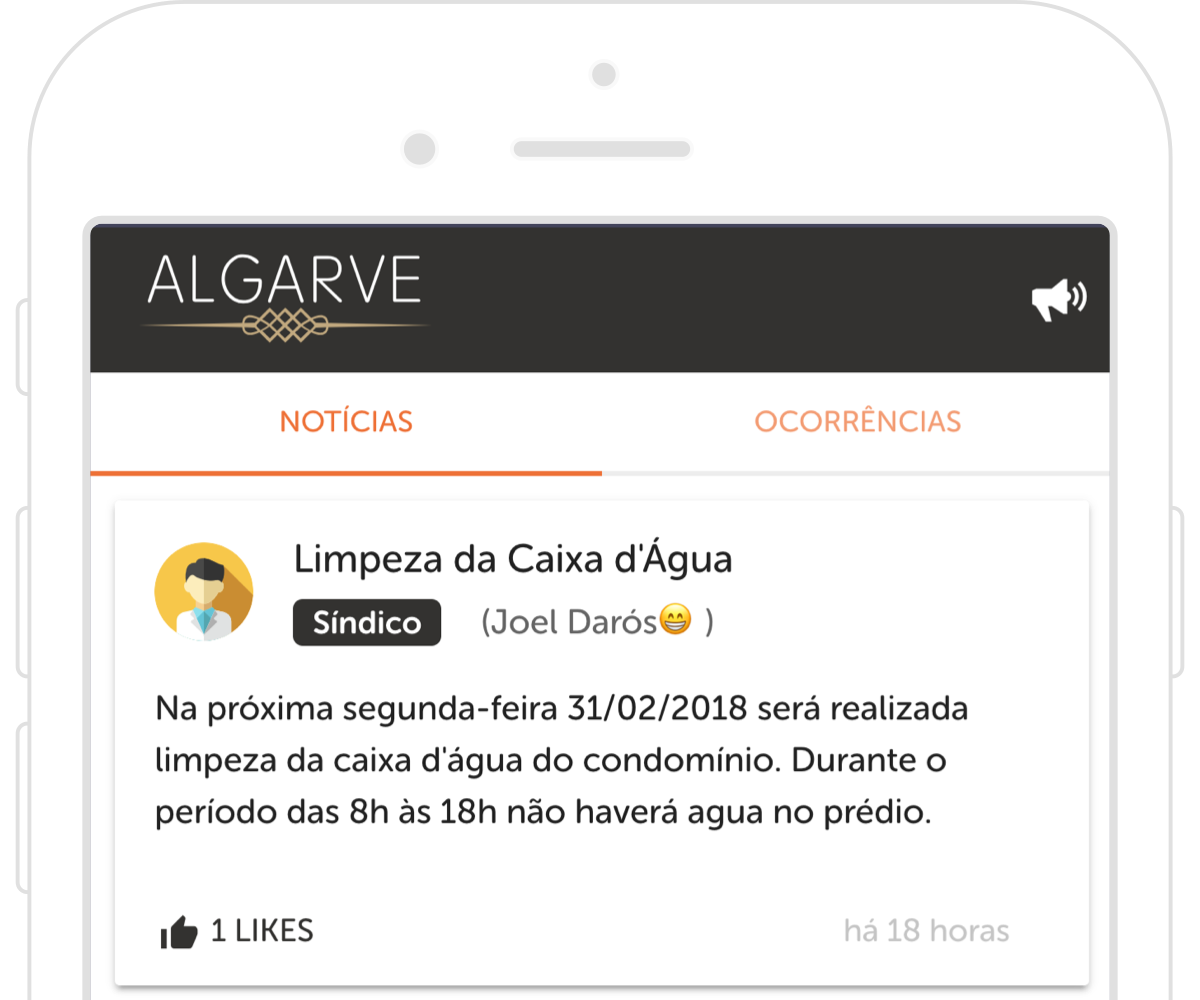 ALGARVE
NOTÍCIAS
OCORRÊNCIAS
Limpeza da Caixa d'Água
Síndico (Joel Darós😁 )
Na próxima segunda-feira 31/02/2018 será realizada
limpeza da caixa d'água do condomínio. Durante o
período das 8h às 18h não haverá agua no prédio.
1 LIKES
há 18 horas